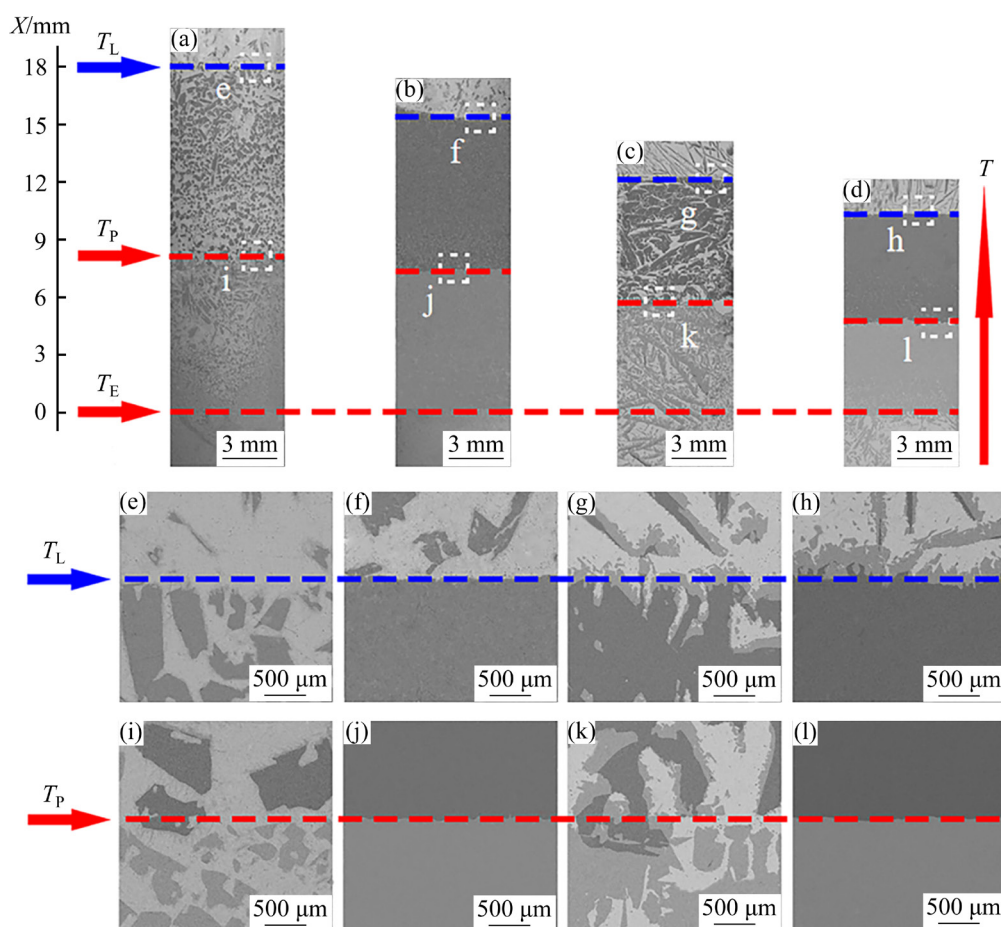 X/mm
18
15
12
9
6
3
0
T_L
T_P
T_E
(a)
e
i
3 mm
(b)
f
j
3 mm
(c)
g
k
3 mm
(d)
h
l
3 mm
T
T_L
(e)
500 μm
(f)
500 μm
(g)
500 μm
(h)
500 μm
T_P
(i)
500 μm
(j)
500 μm
(k)
500 μm
(l)
500 μm